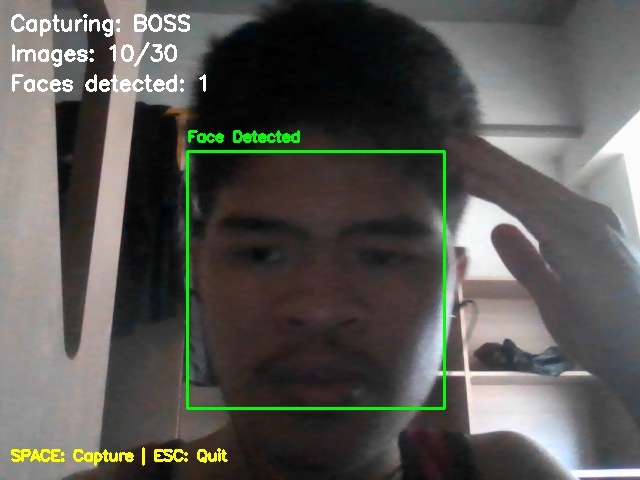 Capturing: BOSS
Images: 10/30
Faces detected: 1
Face Detected
SPACE: Capture | ESC: Quit